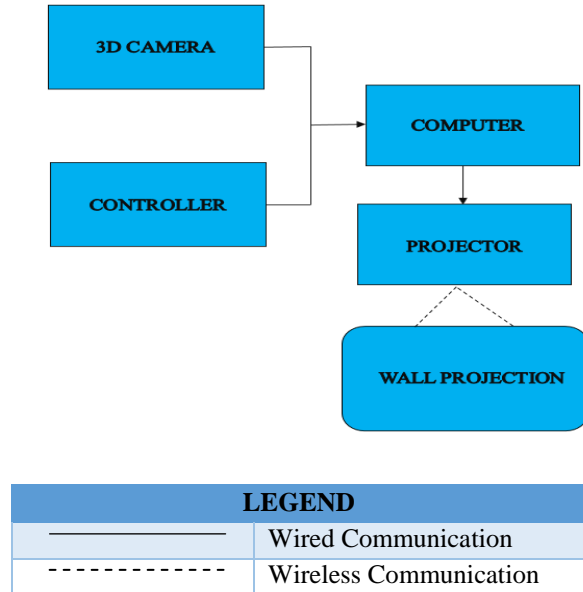 3D CAMERA
COMPUTER
CONTROLLER
PROJECTOR
WALL PROJECTION
LEGEND
Wired Communication
Wireless Communication